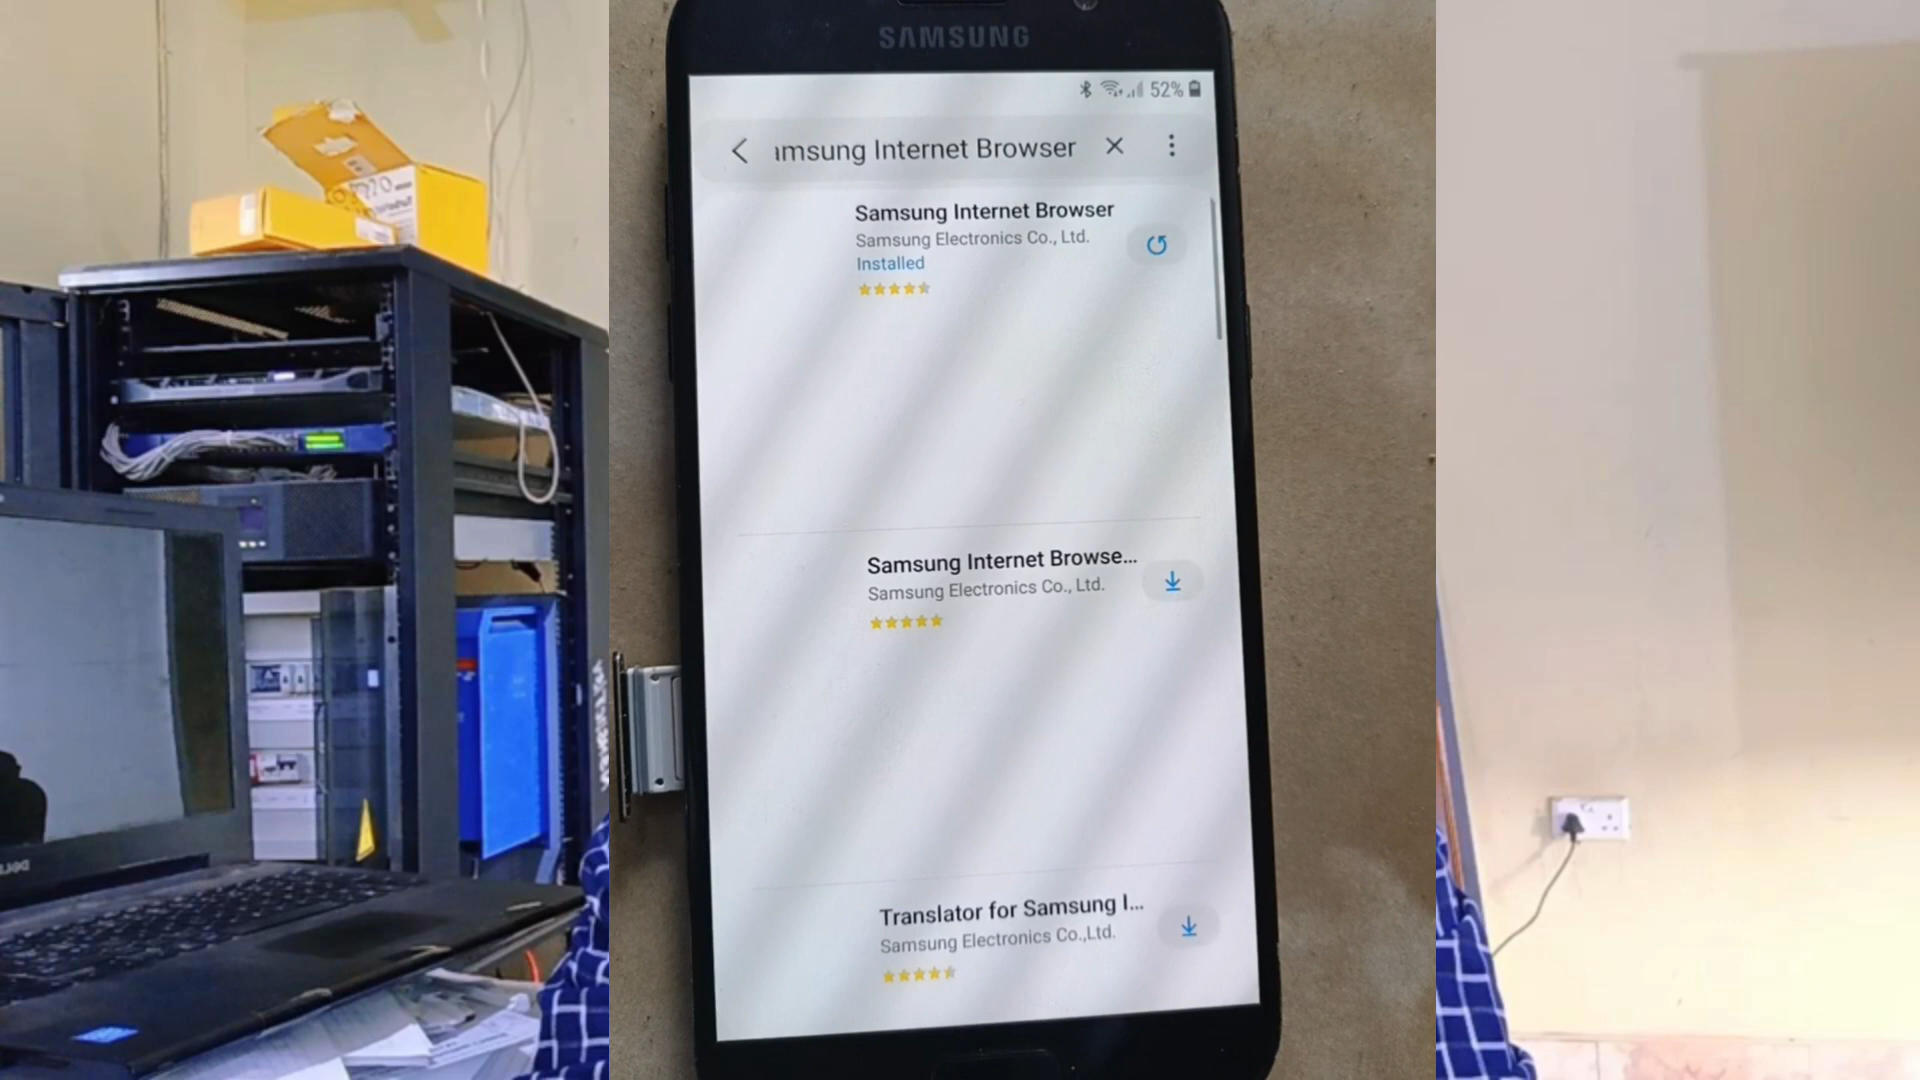 SAMSUNG
52%
ımsung Internet Browser
Samsung Internet Browser
Samsung Electronics Co., Ltd.
Installed
Samsung Internet Browse...
Samsung Electronics Co., Ltd.
Translator for Samsung I...
Samsung Electronics Co.,Ltd.